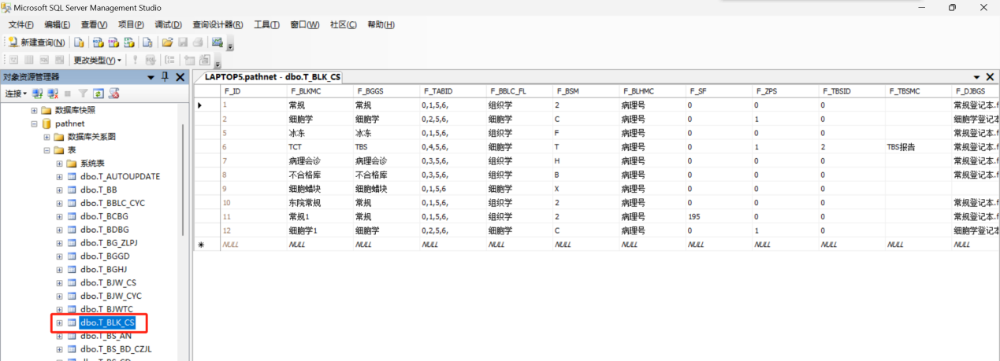 Microsoft SQL Server Management Studio
文件(F) 编辑(E) 查看(V) 项目(P) 调试(D) 查询设计器(R) 工具(T) 窗口(W) 社区(C) 帮助(H)
新建查询(N)
更改类型(Y)
对象资源管理器
连接
数据库快照
pathnet
数据库关系图
表
系统表
dbo.T_AUTOUPDATE
dbo.T_BB
dbo.T_BBLC_CYC
dbo.T_BCBG
dbo.T_BDBG
dbo.T_BG_ZLPJ
dbo.T_BGGD
dbo.T_BGHJ
dbo.T_BJW_CS
dbo.T_BJW_CYC
dbo.T_BJWTC
dbo.T_BLK_CS
dbo.T_BS_AN
dbo.T_BS_BD_CZJL
LAPTOP5.pathnet - dbo.T_BLK_CS
F_ID F_BLKMC F_BGGS F_TABID F_BBLC_FL F_BSM F_BLHMC F_SF F_ZPS F_TBSID F_TBSMC F_DJBGS
1 常规 常规 0,1,5,6, 组织学 2 病理号 0 0 0 常规登记本.f
2 细胞学 细胞学 0,2,5,6, 细胞学 C 病理号 0 1 0 细胞学登记本
5 冰冻 冰冻 0,1,5,6, 组织学 F 病理号 0 0 0 常规登记本.f
6 TCT TBS 0,4,5,6, 细胞学 T 病理号 0 1 2 TBS报告 常规登记本.f
7 病理会诊 病理会诊 0,3,5,6, 组织学 H 病理号 0 0 0 常规登记本.f
8 不合格库 不合格库 0,3,5,6, 组织学 B 病理号 0 0 0 常规登记本.f
9 细胞蜡块 细胞蜡块 0,1,5,6 细胞学 X 病理号 0 0 0
10 东院常规 常规 0,1,5,6, 组织学 2 病理号 0 0 0 常规登记本.f
11 常规1 常规 0,1,5,6, 组织学 2 病理号 195 0 0 常规登记本.f
12 细胞学1 细胞学 0,2,5,6, 细胞学 C 病理号 0 1 0 细胞学登记本
NULL NULL NULL NULL NULL NULL NULL NULL NULL NULL NULL NULL